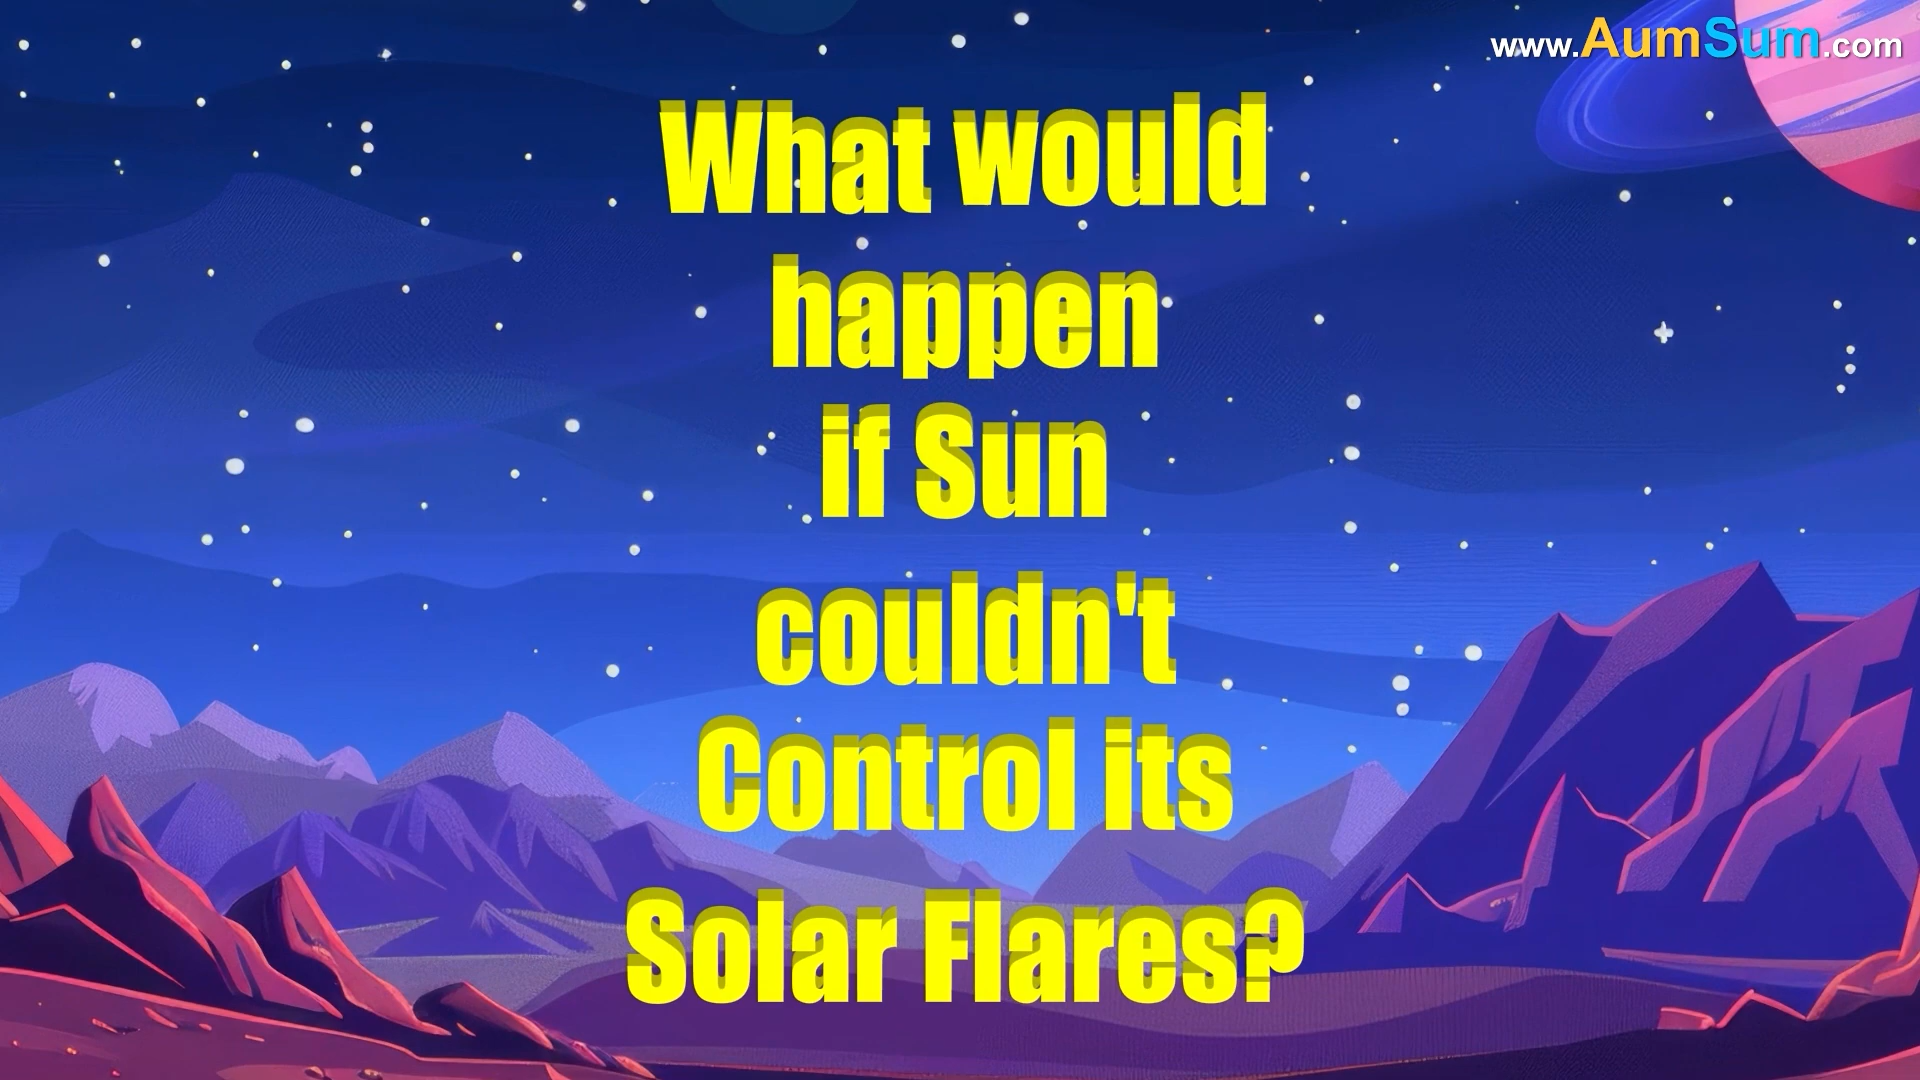 www.AumSum.com
What would
happen
if Sun
couldn't
Control its
Solar Flares?